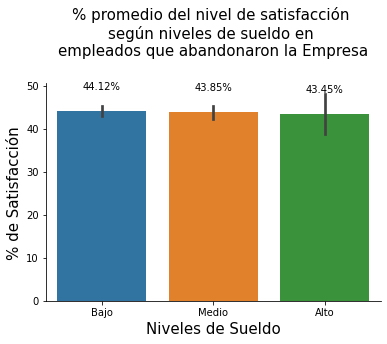 % promedio del nivel de satisfacción
según niveles de sueldo en
empleados que abandonaron la Empresa
44.12%
43.85%
43.45%
50
40
30
20
10
0
% de Satisfacción
Bajo
Medio
Alto
Niveles de Sueldo